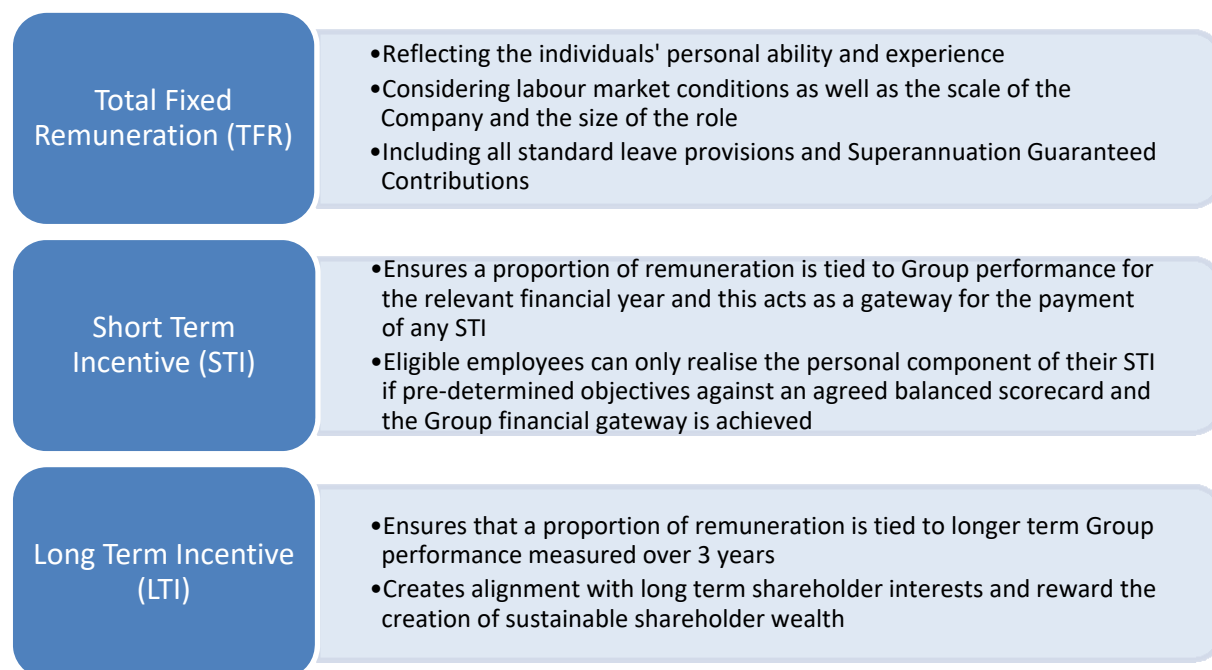 Total Fixed
Remuneration (TFR)
•Reflecting the individuals' personal ability and experience
•Considering labour market conditions as well as the scale of the
Company and the size of the role
•Including all standard leave provisions and Superannuation Guaranteed
Contributions
Short Term
Incentive (STI)
•Ensures a proportion of remuneration is tied to Group performance for
the relevant financial year and this acts as a gateway for the payment
of any STI
•Eligible employees can only realise the personal component of their STI
if pre-determined objectives against an agreed balanced scorecard and
the Group financial gateway is achieved
Long Term Incentive
(LTI)
•Ensures that a proportion of remuneration is tied to longer term Group
performance measured over 3 years
•Creates alignment with long term shareholder interests and reward the
creation of sustainable shareholder wealth